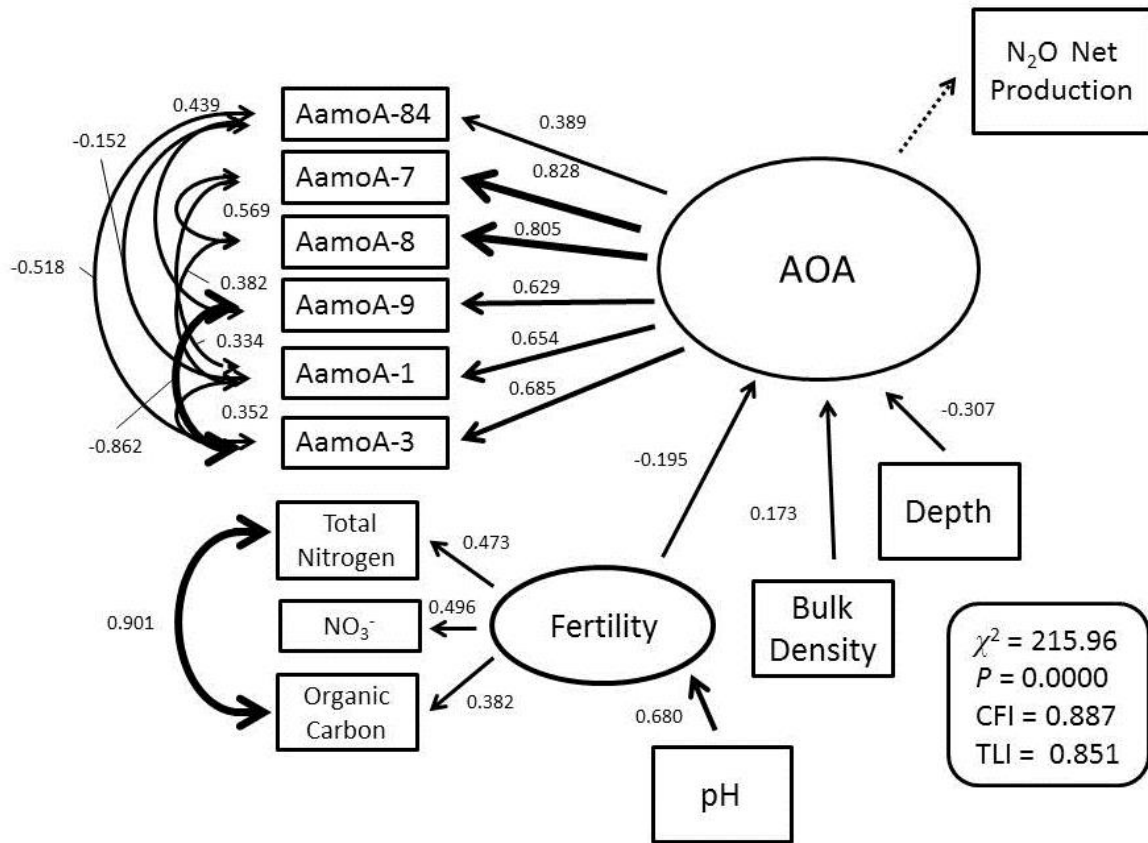 N₂O Net
Production
0.439
AamoA-84
0.389
-0.152
AamoA-7
0.828
0.569
AamoA-8
0.805
AOA
-0.518
0.382
AamoA-9
0.629
0.334
AamoA-1
0.654
0.352
AamoA-3
0.685
-0.862
-0.307
-0.195
Depth
0.173
Total
Nitrogen
0.473
0.901
NO₃⁻
0.496
Fertility
Bulk
Density
Organic
Carbon
0.382
0.680
pH
χ² = 215.96
P = 0.0000
CFI = 0.887
TLI = 0.851